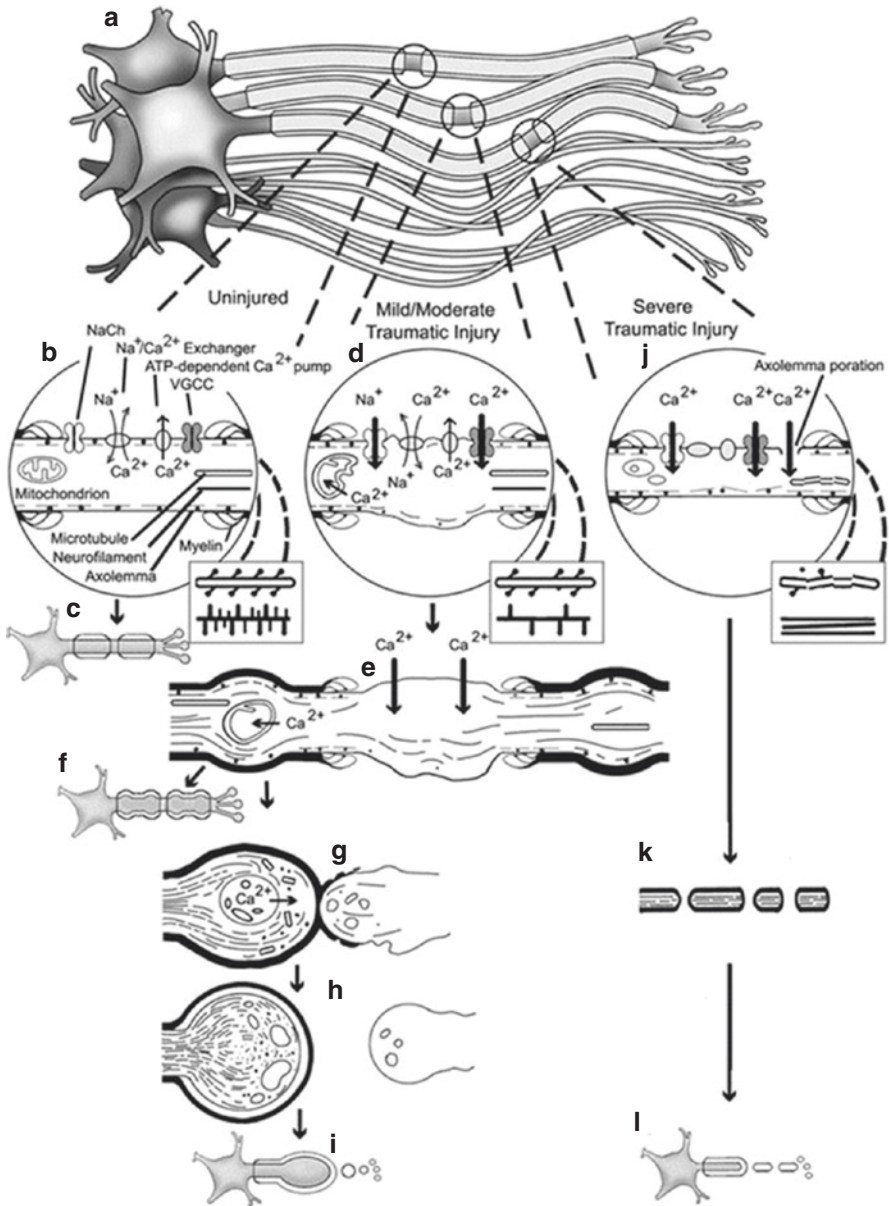 a
Uninjured
Mild/Moderate
Traumatic Injury
Severe
Traumatic Injury
b
NaCh
Na+/Ca2+ Exchanger
ATP-dependent Ca2+ pump
VGCC
Na+
Ca2+ Ca2+
Mitochondrion
Microtubule
Neurofilament
Axolemma
Myelin
c
d
Na+ Ca2+ Ca2+
Ca2+
Na+
Ca2+
j
Axolemma poration
Ca2+ Ca2+Ca2+
Ca2+ Ca2+
e
Ca2+
f
g
Ca2+
h
i
k
l